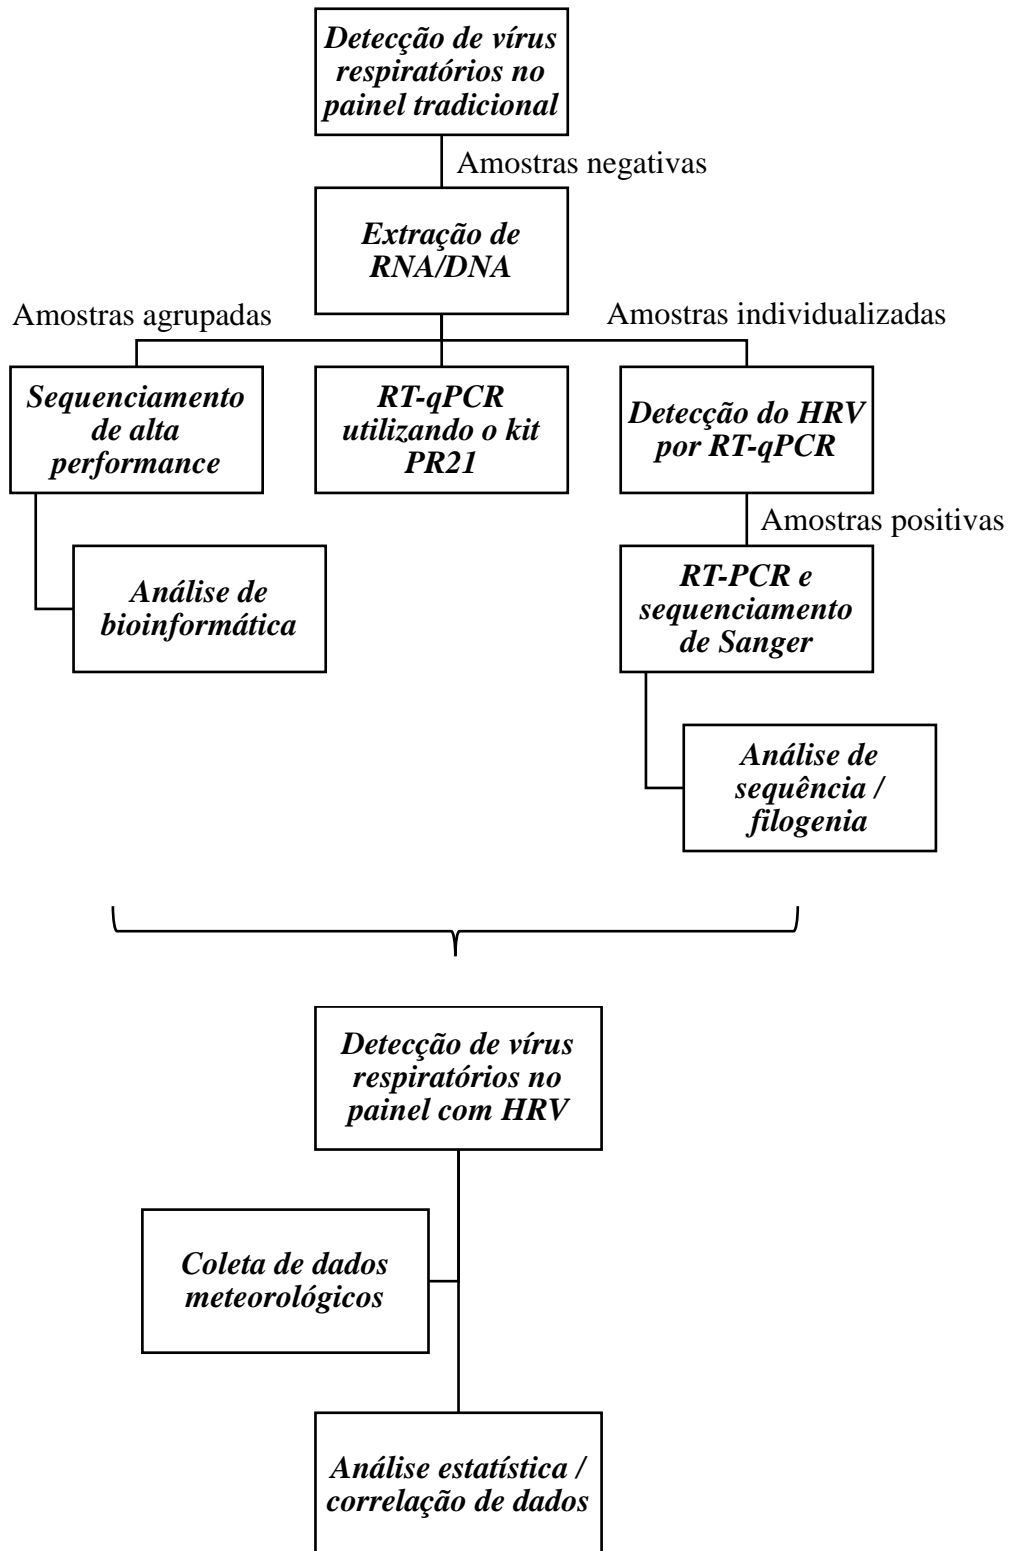 Detecção de vírus
respiratórios no
painel tradicional
Amostras negativas
Extração de
RNA/DNA
Amostras agrupadas
Amostras individualizadas
Sequenciamento
de alta
performance
RT-qPCR
utilizando o kit
PR21
Detecção do HRV
por RT-qPCR
Amostras positivas
Análise de
bioinformática
RT-PCR e
sequenciamento
de Sanger
Análise de
sequência /
filogenia
Detecção de vírus
respiratórios no
painel com HRV
Coleta de dados
meteorológicos
Análise estatística /
correlação de dados